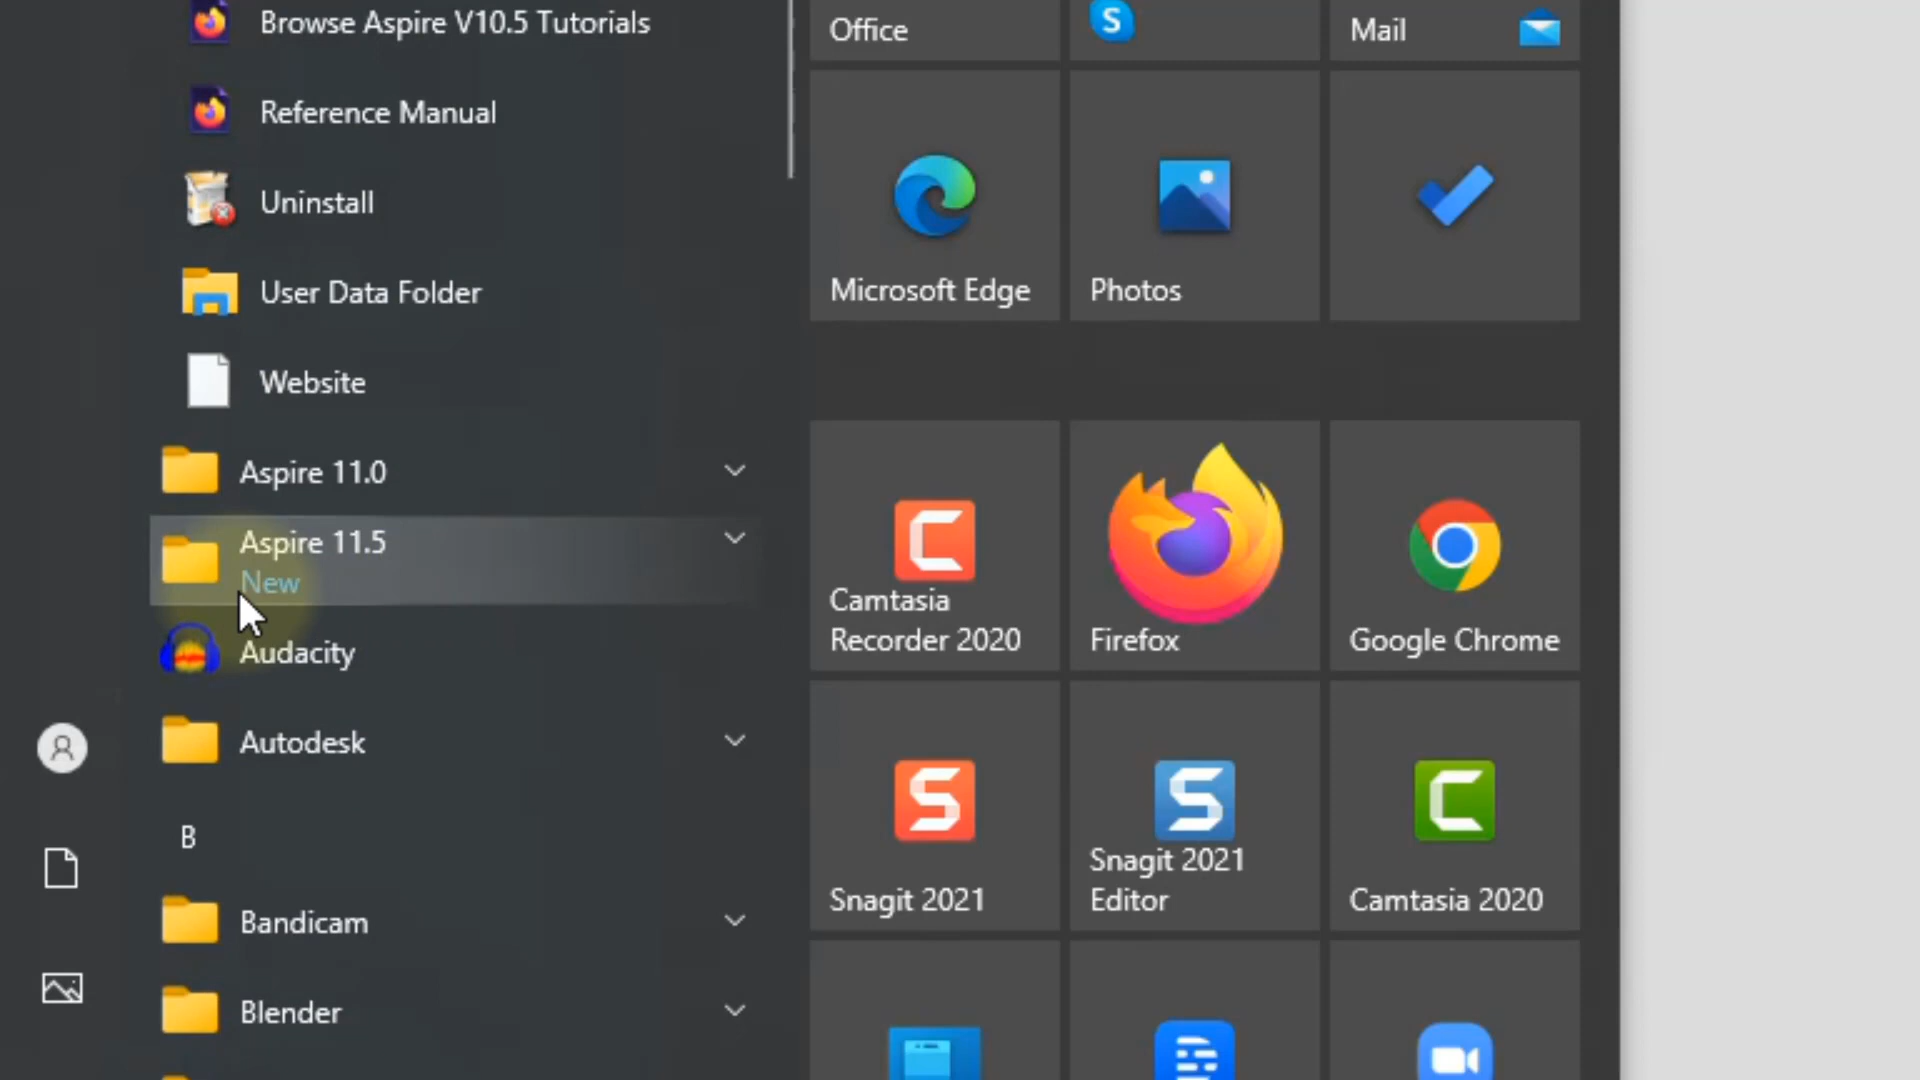 Browse Aspire V10.5 Tutorials
Reference Manual
Uninstall
User Data Folder
Website
Aspire 11.0
Aspire 11.5
New
Audacity
Autodesk
B
Bandicam
Blender
Office
S
Mail
Microsoft Edge
Photos
Camtasia
Recorder 2020
Firefox
Google Chrome
Snagit 2021
Snagit 2021
Editor
Camtasia 2020